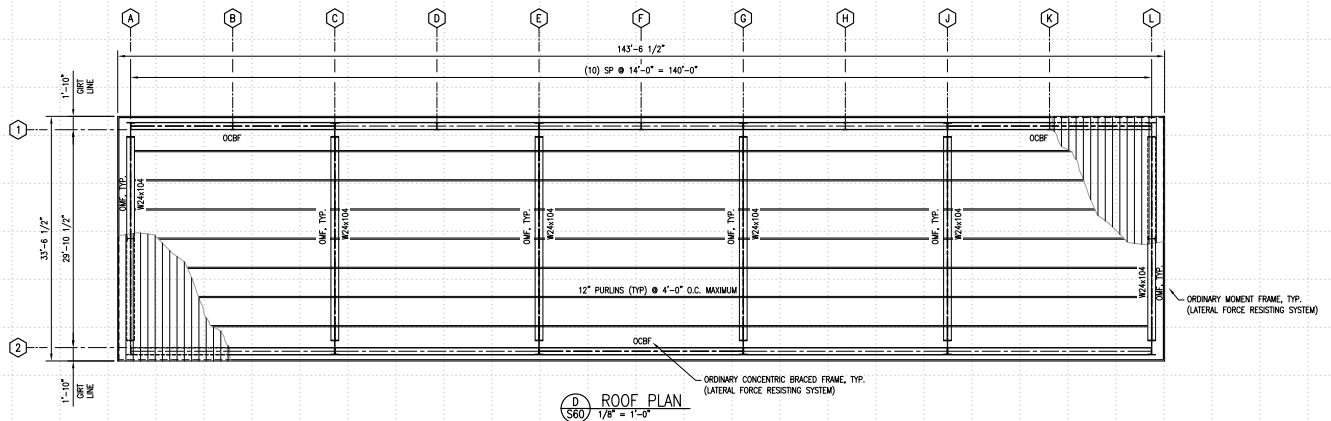 A B C D E F G H J K L
143'-6 1/2"
(10) SP @ 14'-0" = 140'-0"
1'-10"
GIRT
LINE
1
OCBF
OCBF
33'-6 1/2"
29'-10 1/2"
OMF, TYP.
W24x104
OMF, TYP.
W24x104
OMF, TYP.
W24x104
OMF, TYP.
W24x104
OMF, TYP.
W24x104
W24x104
OMF, TYP.
12" PURLINS (TYP) @ 4'-0" O.C. MAXIMUM
ORDINARY MOMENT FRAME, TYP.
(LATERAL FORCE RESISTING SYSTEM)
2
OCBF
1'-10"
GIRT
LINE
ORDINARY CONCENTRIC BRACED FRAME, TYP.
(LATERAL FORCE RESISTING SYSTEM)
D ROOF PLAN
S60 1/8" = 1'-0"